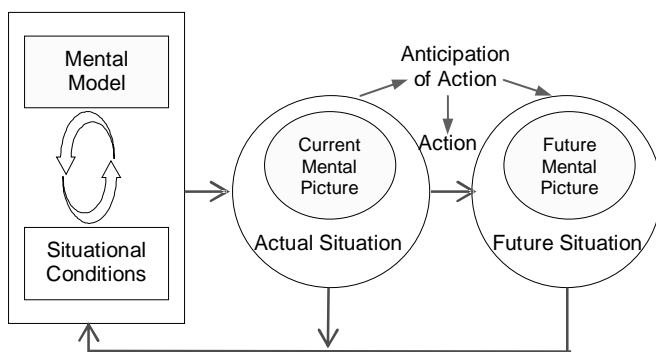 Mental
Model
Situational
Conditions
Anticipation
of Action
Action
Current
Mental
Picture
Actual Situation
Future
Mental
Picture
Future Situation